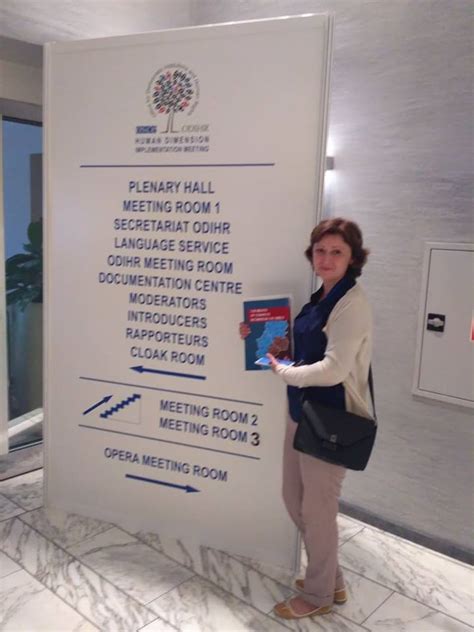 OSCE ODIHR
HUMAN DIMENSION
IMPLEMENTATION MEETING
PLENARY HALL
MEETING ROOM 1
SECRETARIAT ODIHR
LANGUAGE SERVICE
ODIHR MEETING ROOM
DOCUMENTATION CENTRE
MODERATORS
INTRODUCERS
RAPPORTEURS
CLOAK ROOM
MEETING ROOM 2
MEETING ROOM 3
OPERA MEETING ROOM